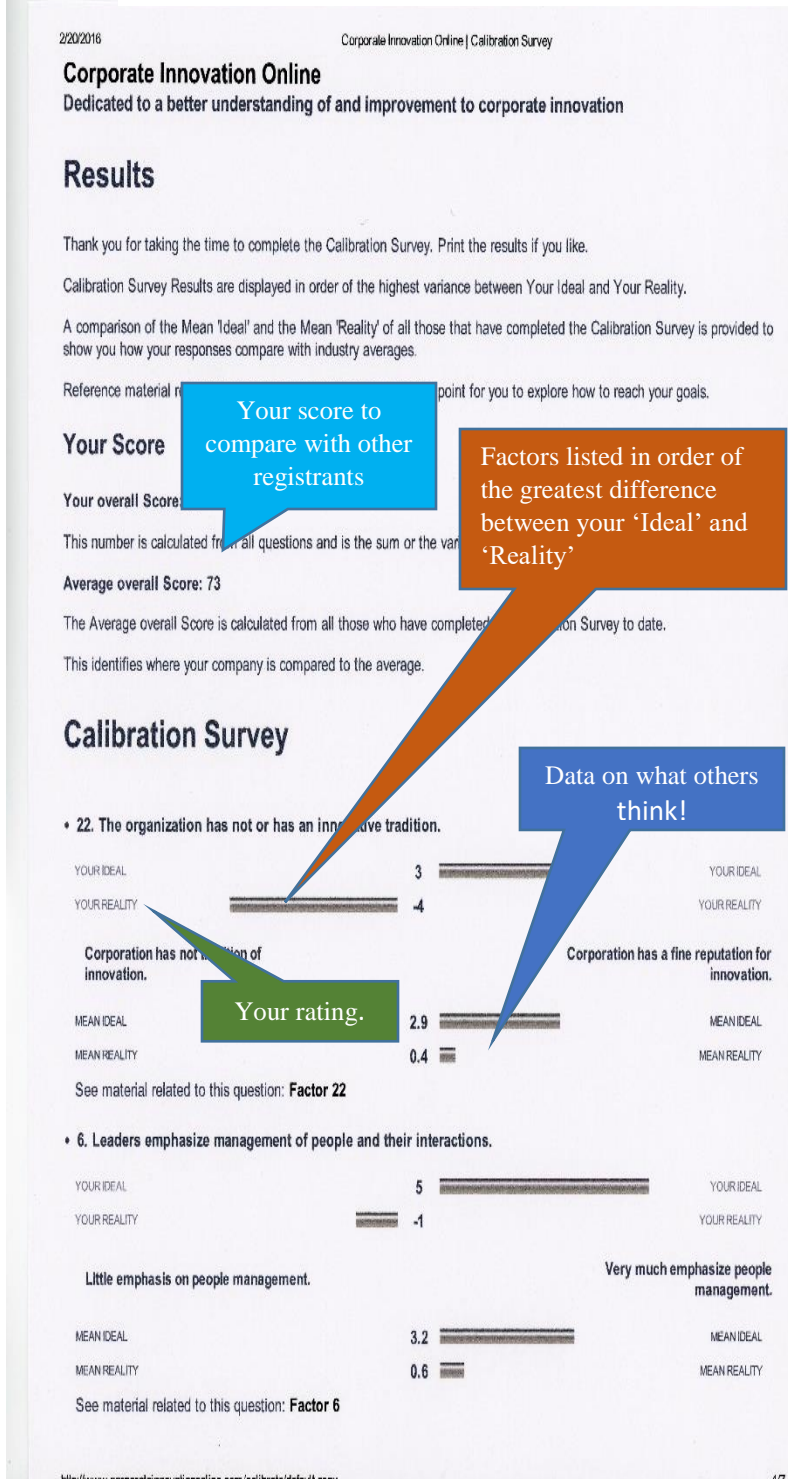 2/20/2016 Corporate Innovation Online | Calibration Survey
Corporate Innovation Online
Dedicated to a better understanding of and improvement to corporate innovation
Results
Thank you for taking the time to complete the Calibration Survey. Print the results if you like.
Calibration Survey Results are displayed in order of the highest variance between Your Ideal and Your Reality.
A comparison of the Mean 'Ideal' and the Mean 'Reality' of all those that have completed the Calibration Survey is provided to
show you how your responses compare with industry averages.
Reference material point for you to explore how to reach your goals.
Your score to
compare with other
registrants
Your Score
Factors listed in order of
the greatest difference
between your ‘Ideal’ and
‘Reality’
Your overall Score:
This number is calculated from all questions and is the sum or the
Average overall Score: 73
The Average overall Score is calculated from all those who have completed Survey to date.
This identifies where your company is compared to the average.
Calibration Survey
Data on what others
think!
• 22. The organization has not or has an innovative tradition.
YOUR IDEAL 3 YOUR IDEAL
YOUR REALITY -4 YOUR REALITY
Corporation has not of
innovation.
Corporation has a fine reputation for
innovation.
Your rating.
MEAN IDEAL 2.9 MEAN IDEAL
MEAN REALITY 0.4 MEAN REALITY
See material related to this question: Factor 22
• 6. Leaders emphasize management of people and their interactions.
YOUR IDEAL 5 YOUR IDEAL
YOUR REALITY -1 YOUR REALITY
Little emphasis on people management.
Very much emphasize people
management.
MEAN IDEAL 3.2 MEAN IDEAL
MEAN REALITY 0.6 MEAN REALITY
See material related to this question: Factor 6